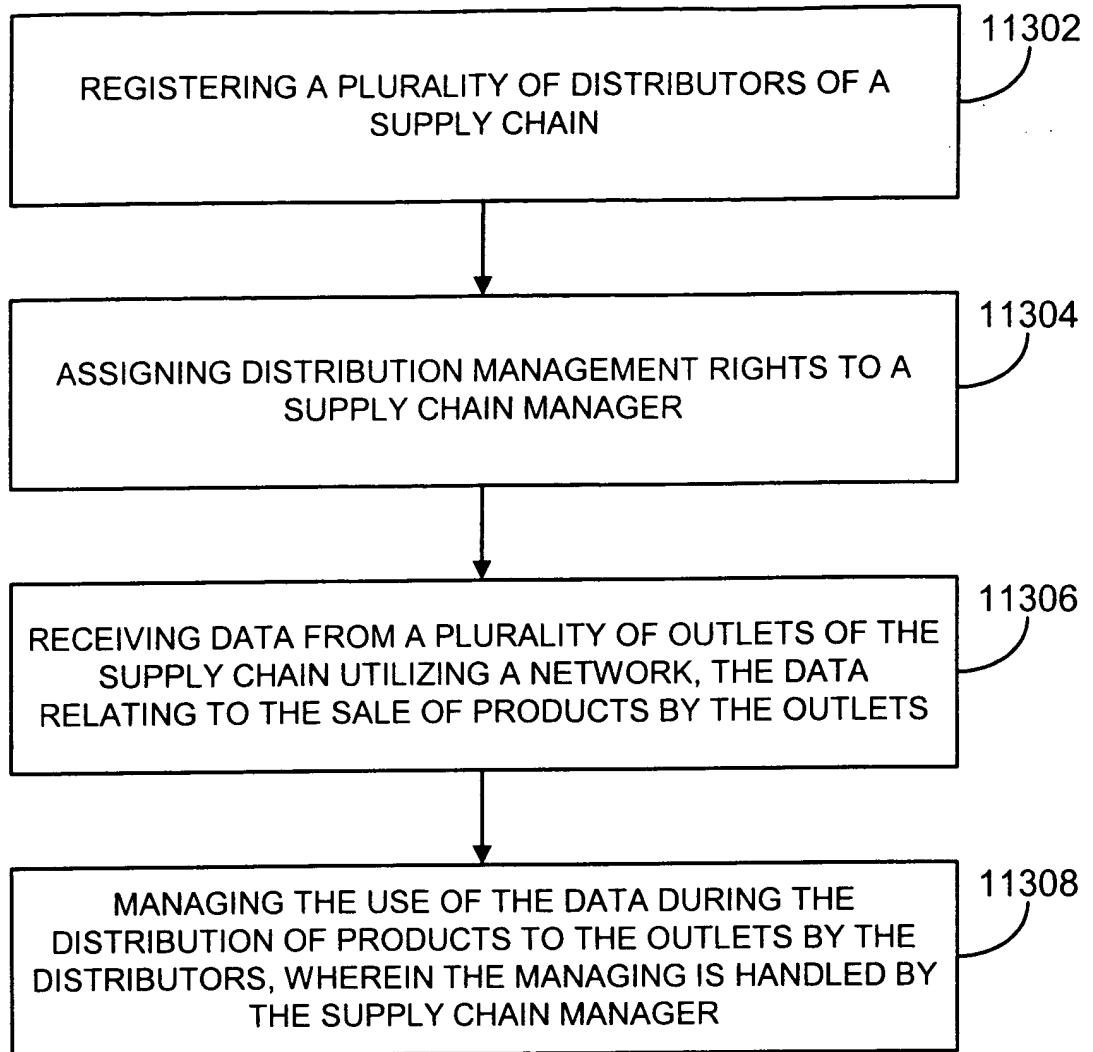 11302
REGISTERING A PLURALITY OF DISTRIBUTORS OF A
SUPPLY CHAIN
11304
ASSIGNING DISTRIBUTION MANAGEMENT RIGHTS TO A
SUPPLY CHAIN MANAGER
11306
RECEIVING DATA FROM A PLURALITY OF OUTLETS OF THE
SUPPLY CHAIN UTILIZING A NETWORK, THE DATA
RELATING TO THE SALE OF PRODUCTS BY THE OUTLETS
11308
MANAGING THE USE OF THE DATA DURING THE
DISTRIBUTION OF PRODUCTS TO THE OUTLETS BY THE
DISTRIBUTORS, WHEREIN THE MANAGING IS HANDLED BY
THE SUPPLY CHAIN MANAGER